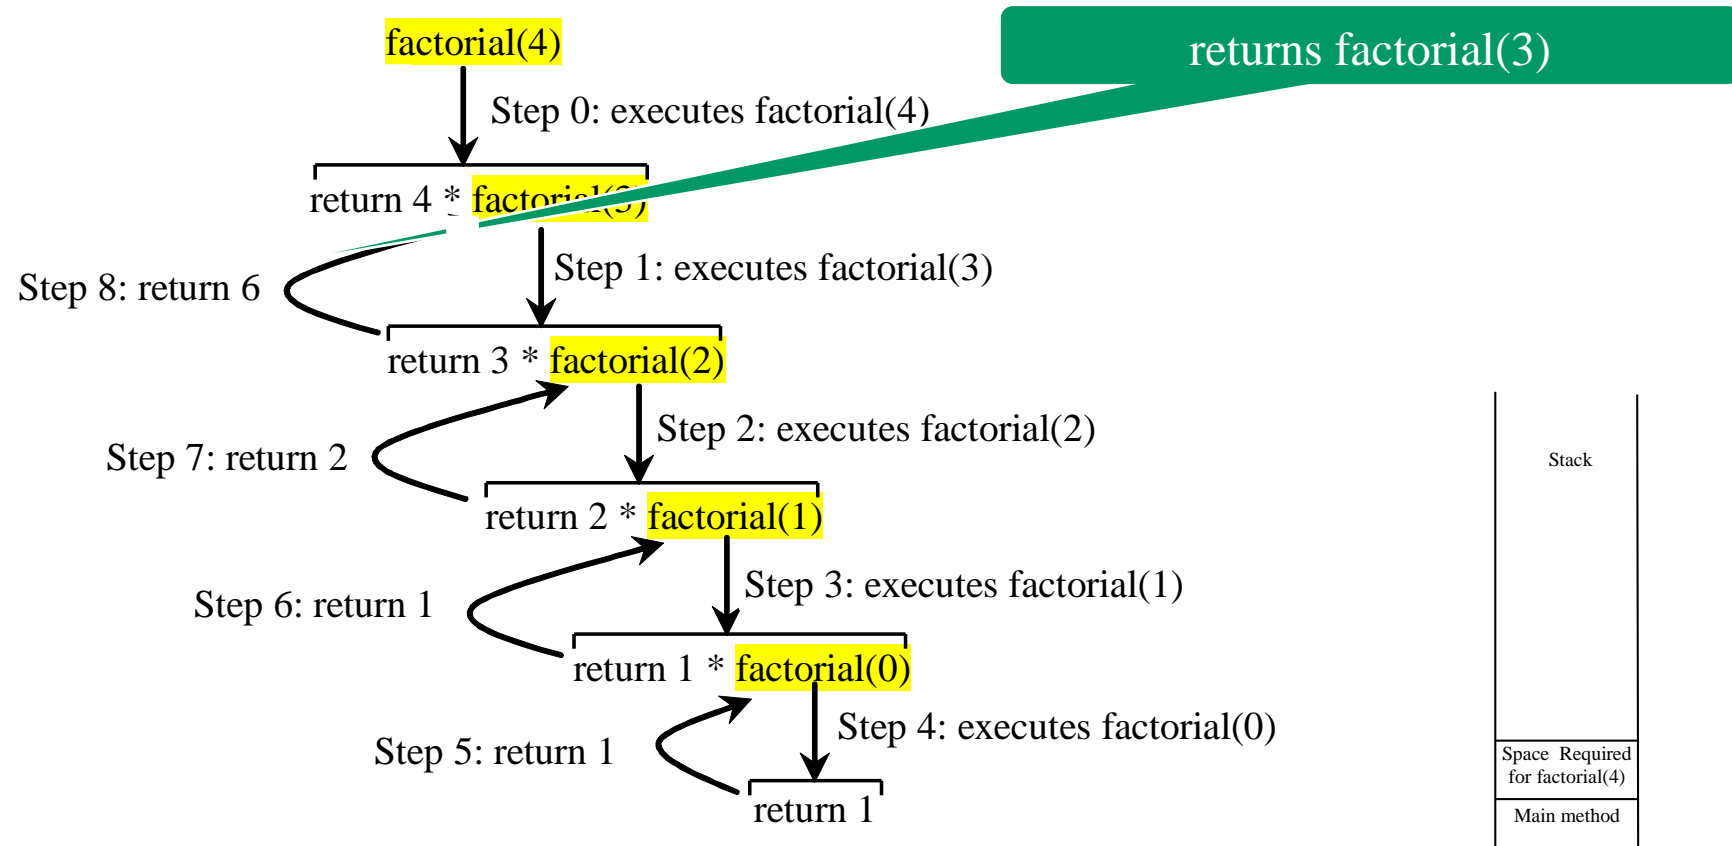 factorial(4)
returns factorial(3)
Step 0: executes factorial(4)
return 4 * factorial(3)
Step 1: executes factorial(3)
Step 8: return 6
return 3 * factorial(2)
Step 2: executes factorial(2)
Step 7: return 2
Stack
return 2 * factorial(1)
Step 3: executes factorial(1)
Step 6: return 1
return 1 * factorial(0)
Step 4: executes factorial(0)
Step 5: return 1
return 1
Space Required
for factorial(4)
Main method